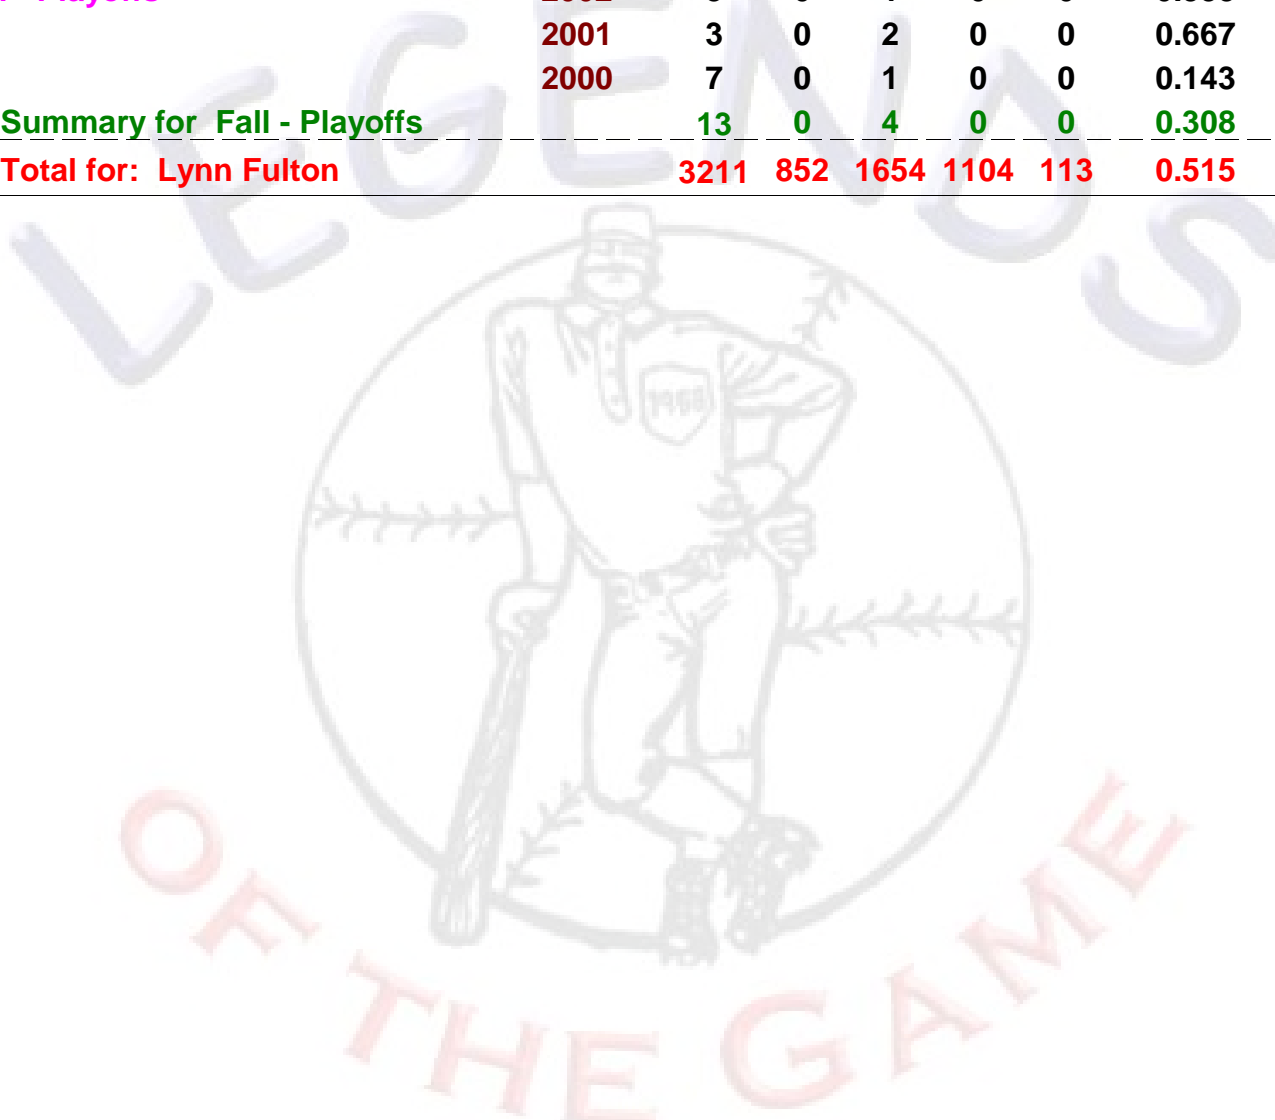 Playoffs 2002
2001 3 0 2 0 0 0.667
2000 7 0 1 0 0 0.143
Summary for Fall - Playoffs 13 0 4 0 0 0.308
Total for: Lynn Fulton 3211 852 1654 1104 113 0.515
LEGENDS
OF THE GAME